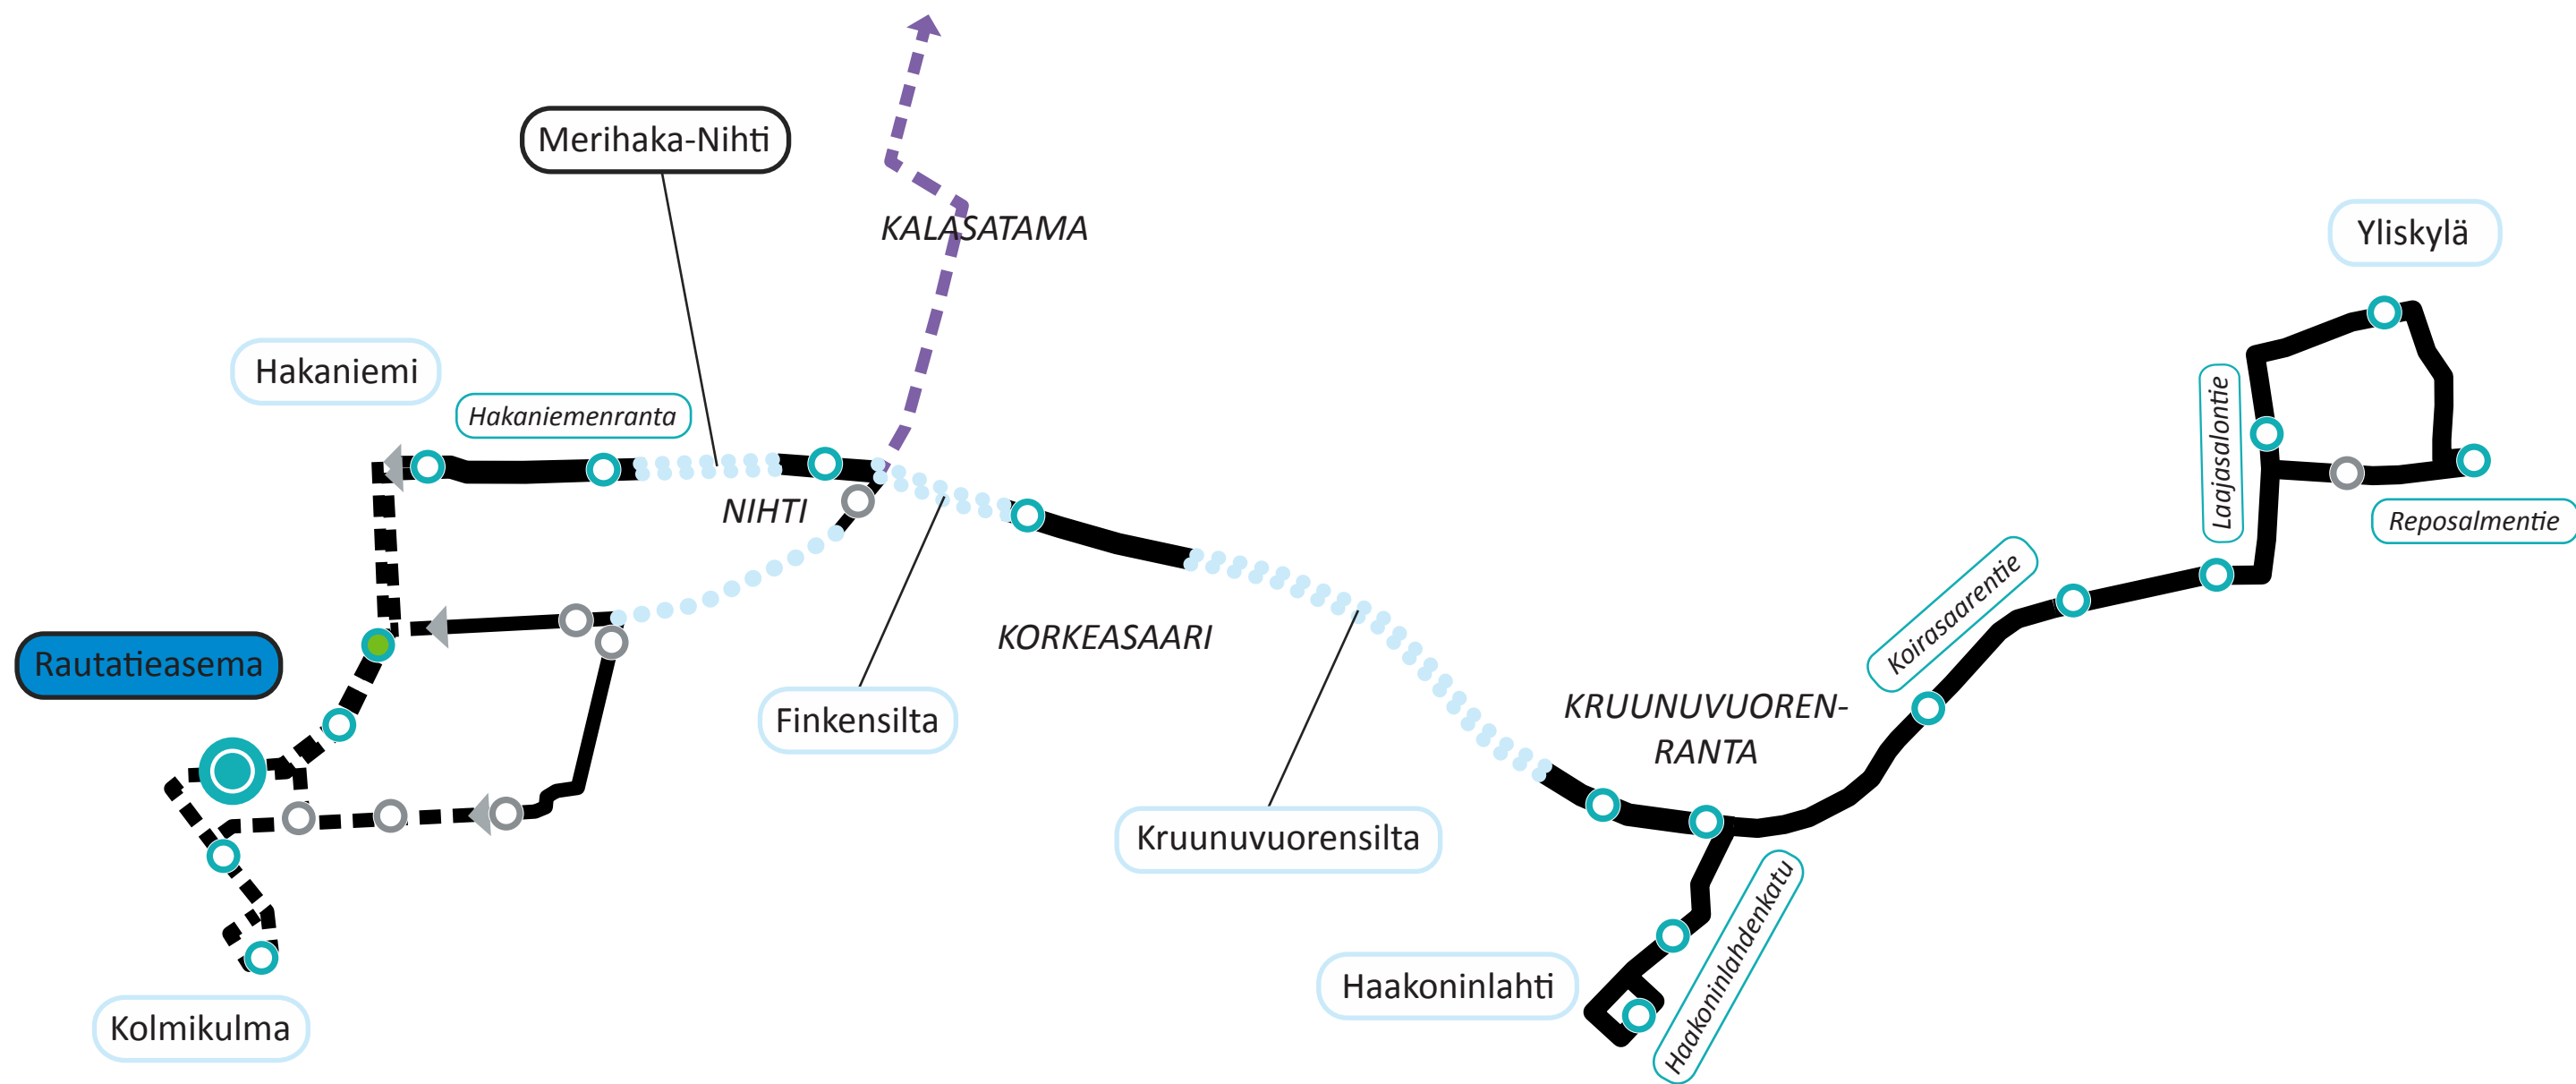 Merihaka-Nihti
KALASATAMA
Yliskylä
Hakaniemi
Hakaniemenranta
Laajasalontie
NIHTI
Reposalmentie
Koirasaarentie
KORKEASAARI
Rautatieasema
Finkensilta
KRUUNUVUOREN-
RANTA
Kruunuvuorensilta
Haakoninlahdenkatu
Haakoninlahti
Kolmikulma